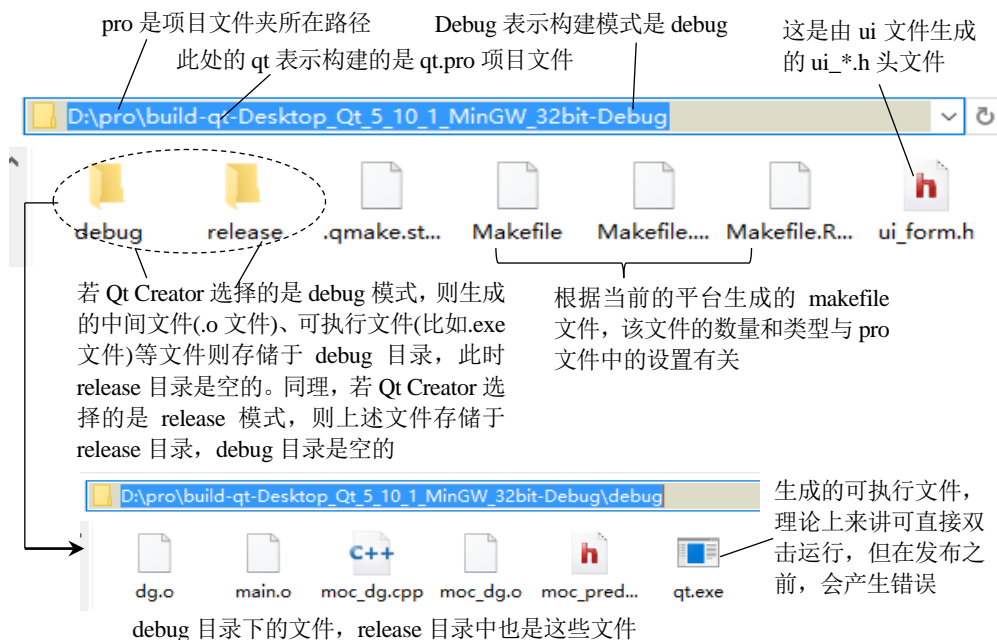 pro 是项目文件夹所在路径
Debug 表示构建模式是 debug
此处的 qt 表示构建的是 qt.pro 项目文件
这是由 ui 文件生成
的 ui_*.h 头文件
D:\pro\build-qt-Desktop_Qt_5_10_1_MinGW_32bit-Debug
debug
release
.qmake.st...
Makefile
Makefile....
Makefile.R...
ui_form.h
若 Qt Creator 选择的是 debug 模式，则生成
的中间文件(.o 文件)、可执行文件(比如.exe
文件)等文件则存储于 debug 目录，此时
release 目录是空的。同理，若 Qt Creator 选
择的是 release 模式，则上述文件存储于
release 目录，debug 目录是空的
根据当前的平台生成的 makefile
文件，该文件的数量和类型与 pro
文件中的设置有关
D:\pro\build-qt-Desktop_Qt_5_10_1_MinGW_32bit-Debug\debug
h
C++
h
dg.o
main.o
moc_dg.cpp
moc_dg.o
moc_pred...
qt.exe
生成的可执行文件，
理论上来讲可直接双
击运行，但在发布之
前，会产生错误
debug 目录下的文件，release 目录中也是这些文件